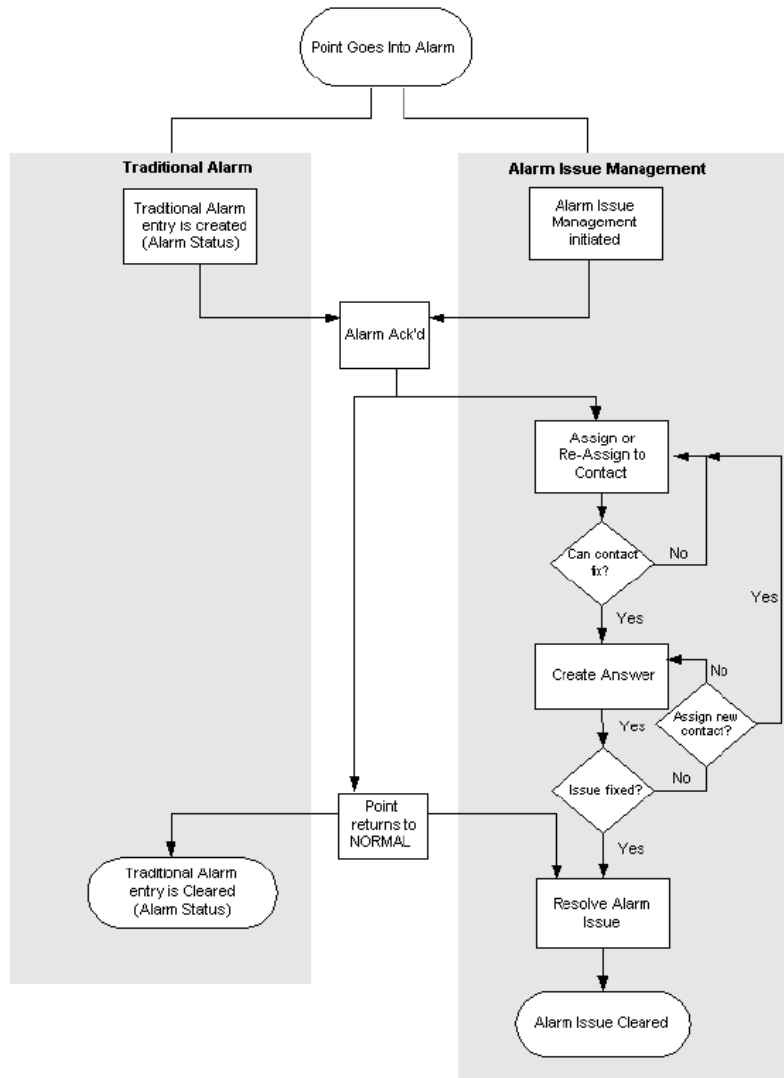 Point Goes Into Alarm
Traditional Alarm
Alarm Issue Management
Traditional Alarm
entry is created
(Alarm Status)
Alarm Issue
Management
initiated
Alarm Ack'd
Assign or
Re-Assign to
Contact
Can contact
fix?
No
Yes
Yes
Create Answer
No
Assign new
contact?
Yes
Issue fixed?
No
Point
returns to
NORMAL
Yes
Traditional Alarm
entry is Cleared
(Alarm Status)
Resolve Alarm
Issue
Alarm Issue Cleared